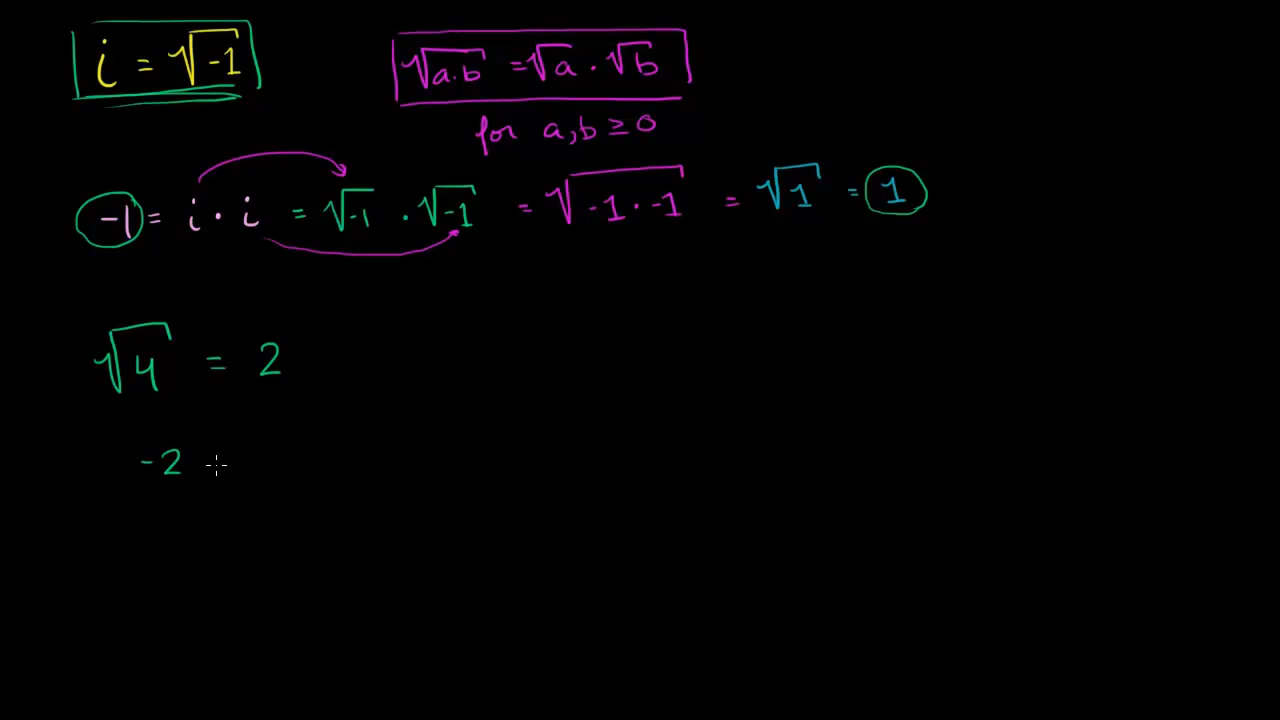 i = √-1
√a·b = √a · √b
for a, b ≥ 0
-1 = i · i = √-1 · √-1 = √-1 · -1 = √1 = 1
√4 = 2
-2